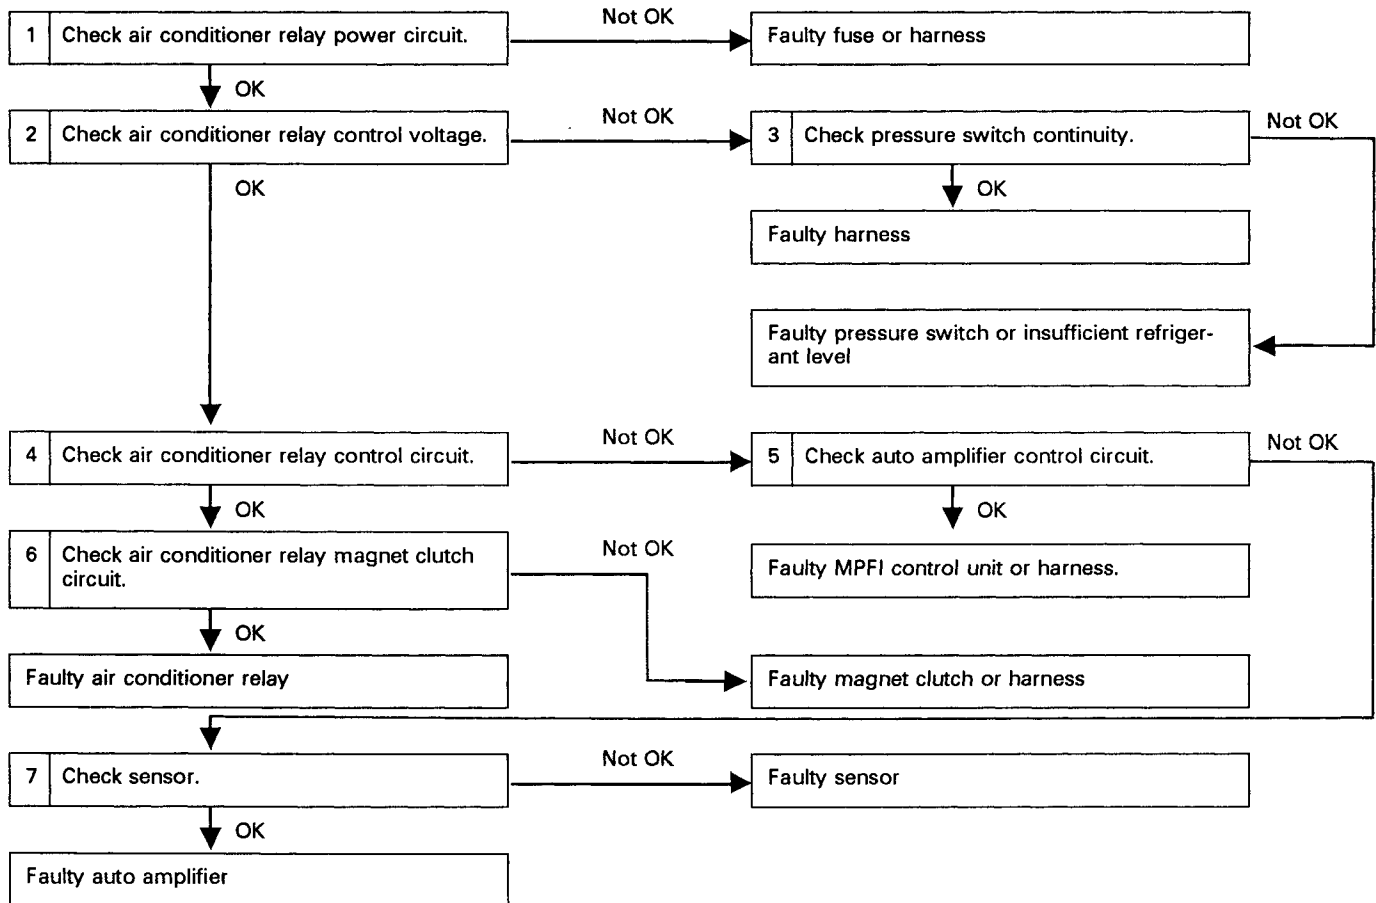 Not OK
1 Check air conditioner relay power circuit.
Faulty fuse or harness
OK
Not OK
2 Check air conditioner relay control voltage.
3 Check pressure switch continuity.
Not OK
OK
OK
Faulty harness
Faulty pressure switch or insufficient refriger-
ant level
Not OK
4 Check air conditioner relay control circuit.
5 Check auto amplifier control circuit.
Not OK
OK
OK
6 Check air conditioner relay magnet clutch
circuit.
Not OK
Faulty MPFI control unit or harness.
OK
Faulty air conditioner relay
Faulty magnet clutch or harness
Not OK
7 Check sensor.
Faulty sensor
OK
Faulty auto amplifier